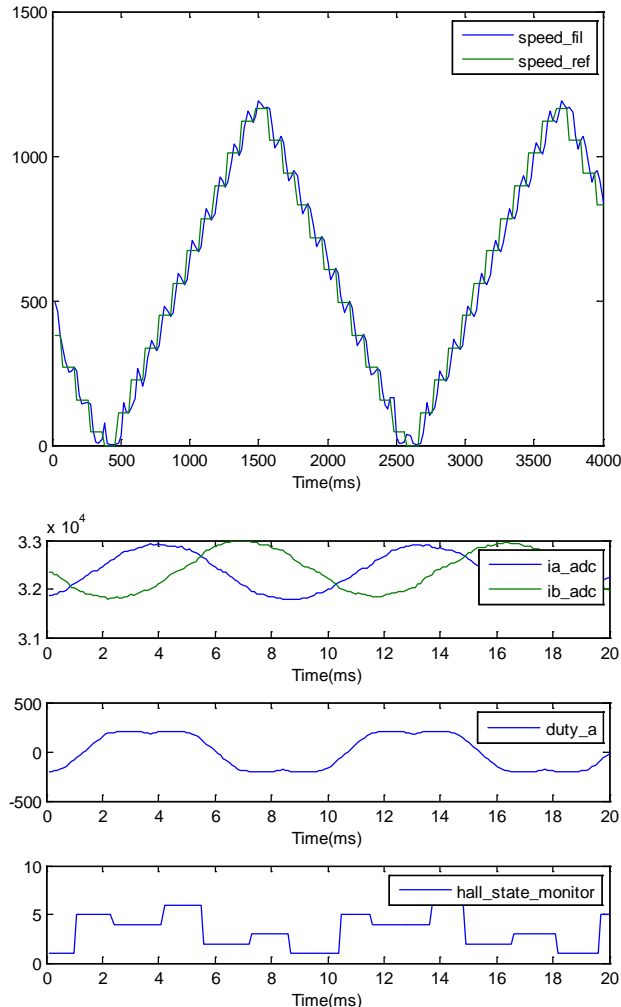 1500
speed_fil
speed_ref
1000
500
0
0 500 1000 1500 2000 2500 3000 3500 4000
Time(ms)
x 10^4
3.3
ia_adc
3.2
ib_adc
3.1
0 2 4 6 8 10 12 14 16 18 20
Time(ms)
500
duty_a
0
-500
0 2 4 6 8 10 12 14 16 18 20
Time(ms)
10
hall_state_monitor
5
0
0 2 4 6 8 10 12 14 16 18 20
Time(ms)